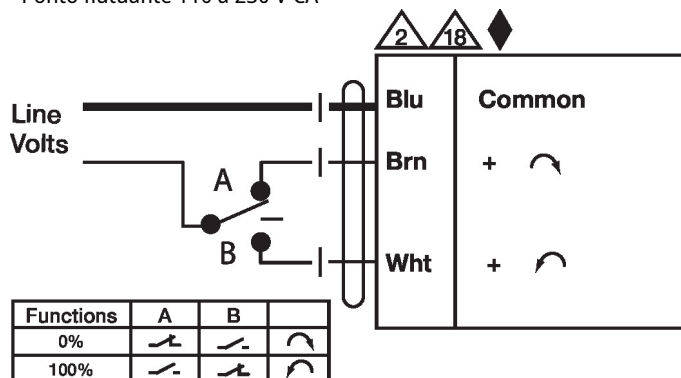 Ponto flutuante 110 a 230 V CA
2 18
Line
Volts
Blu Common
Brn +
A
B
Wht +
Functions A B
0%
100%